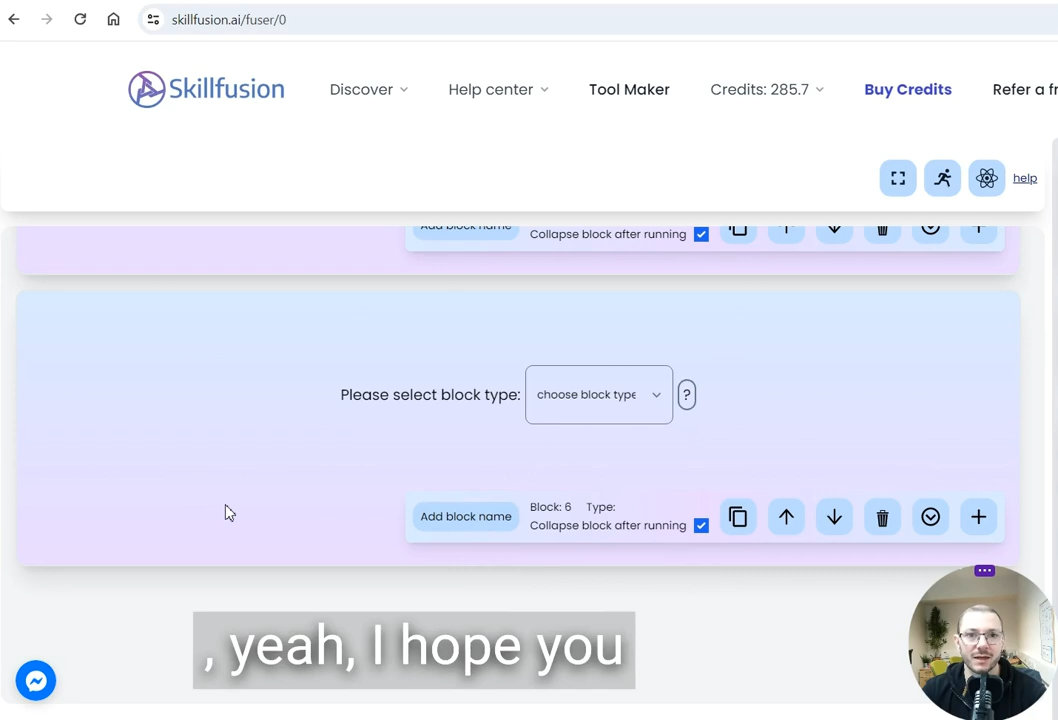 skillfusion.ai/fuser/0
Skillfusion
Discover
Help center
Tool Maker
Credits: 285.7
Buy Credits
Refer a fr
help
Add block name
Collapse block after running
Please select block type:
choose block type
?
Add block name
Block: 6 Type:
Collapse block after running
, yeah, I hope you